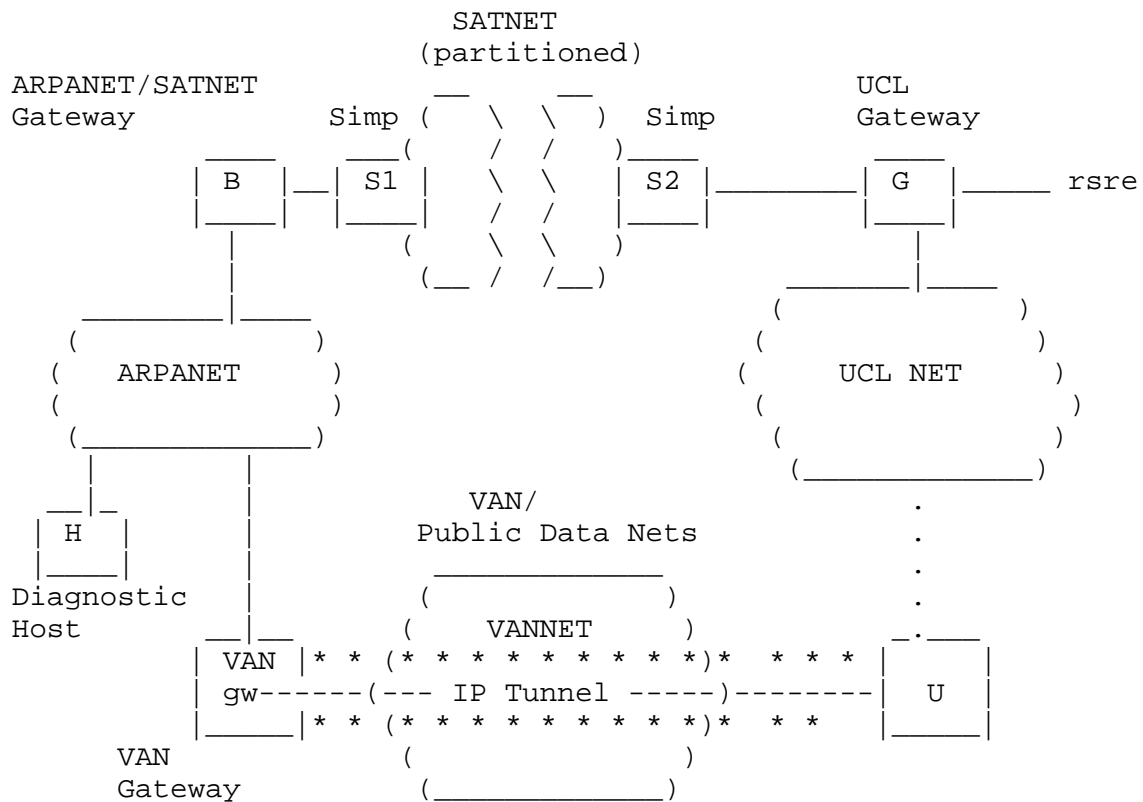 SATNET
(partitioned)
ARPANET/SATNET UCL
Gateway Simp Simp Gateway
B S1 S2 G rsre
ARPANET UCL NET
VAN/
H Public Data Nets
Diagnostic
Host VANNET
VAN
gw IP Tunnel U
VAN
Gateway